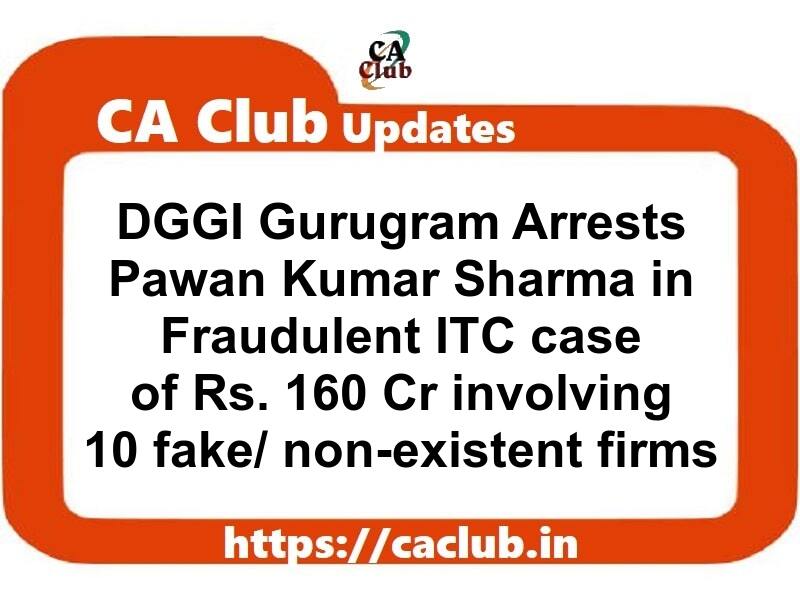 CA
Club
CA Club Updates
DGGI Gurugram Arrests
Pawan Kumar Sharma in
Fraudulent ITC case
of Rs. 160 Cr involving
10 fake/ non-existent firms
https://caclub.in